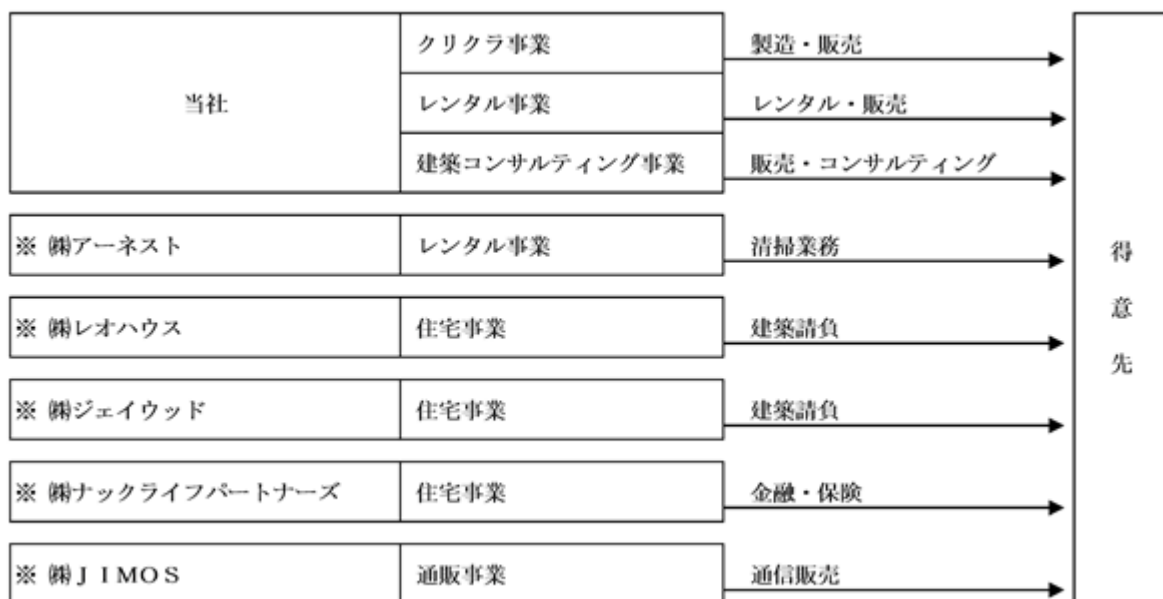 クリクラ事業 製造・販売
当社 レンタル事業 レンタル・販売
建築コンサルティング事業 販売・コンサルティング
※ ㈱アーネスト レンタル事業 清掃業務
※ ㈱レオハウス 住宅事業 建築請負
※ ㈱ジェイウッド 住宅事業 建築請負
※ ㈱ナックライフパートナーズ 住宅事業 金融・保険
※ ㈱ＪＩＭＯＳ 通販事業 通信販売
得意先